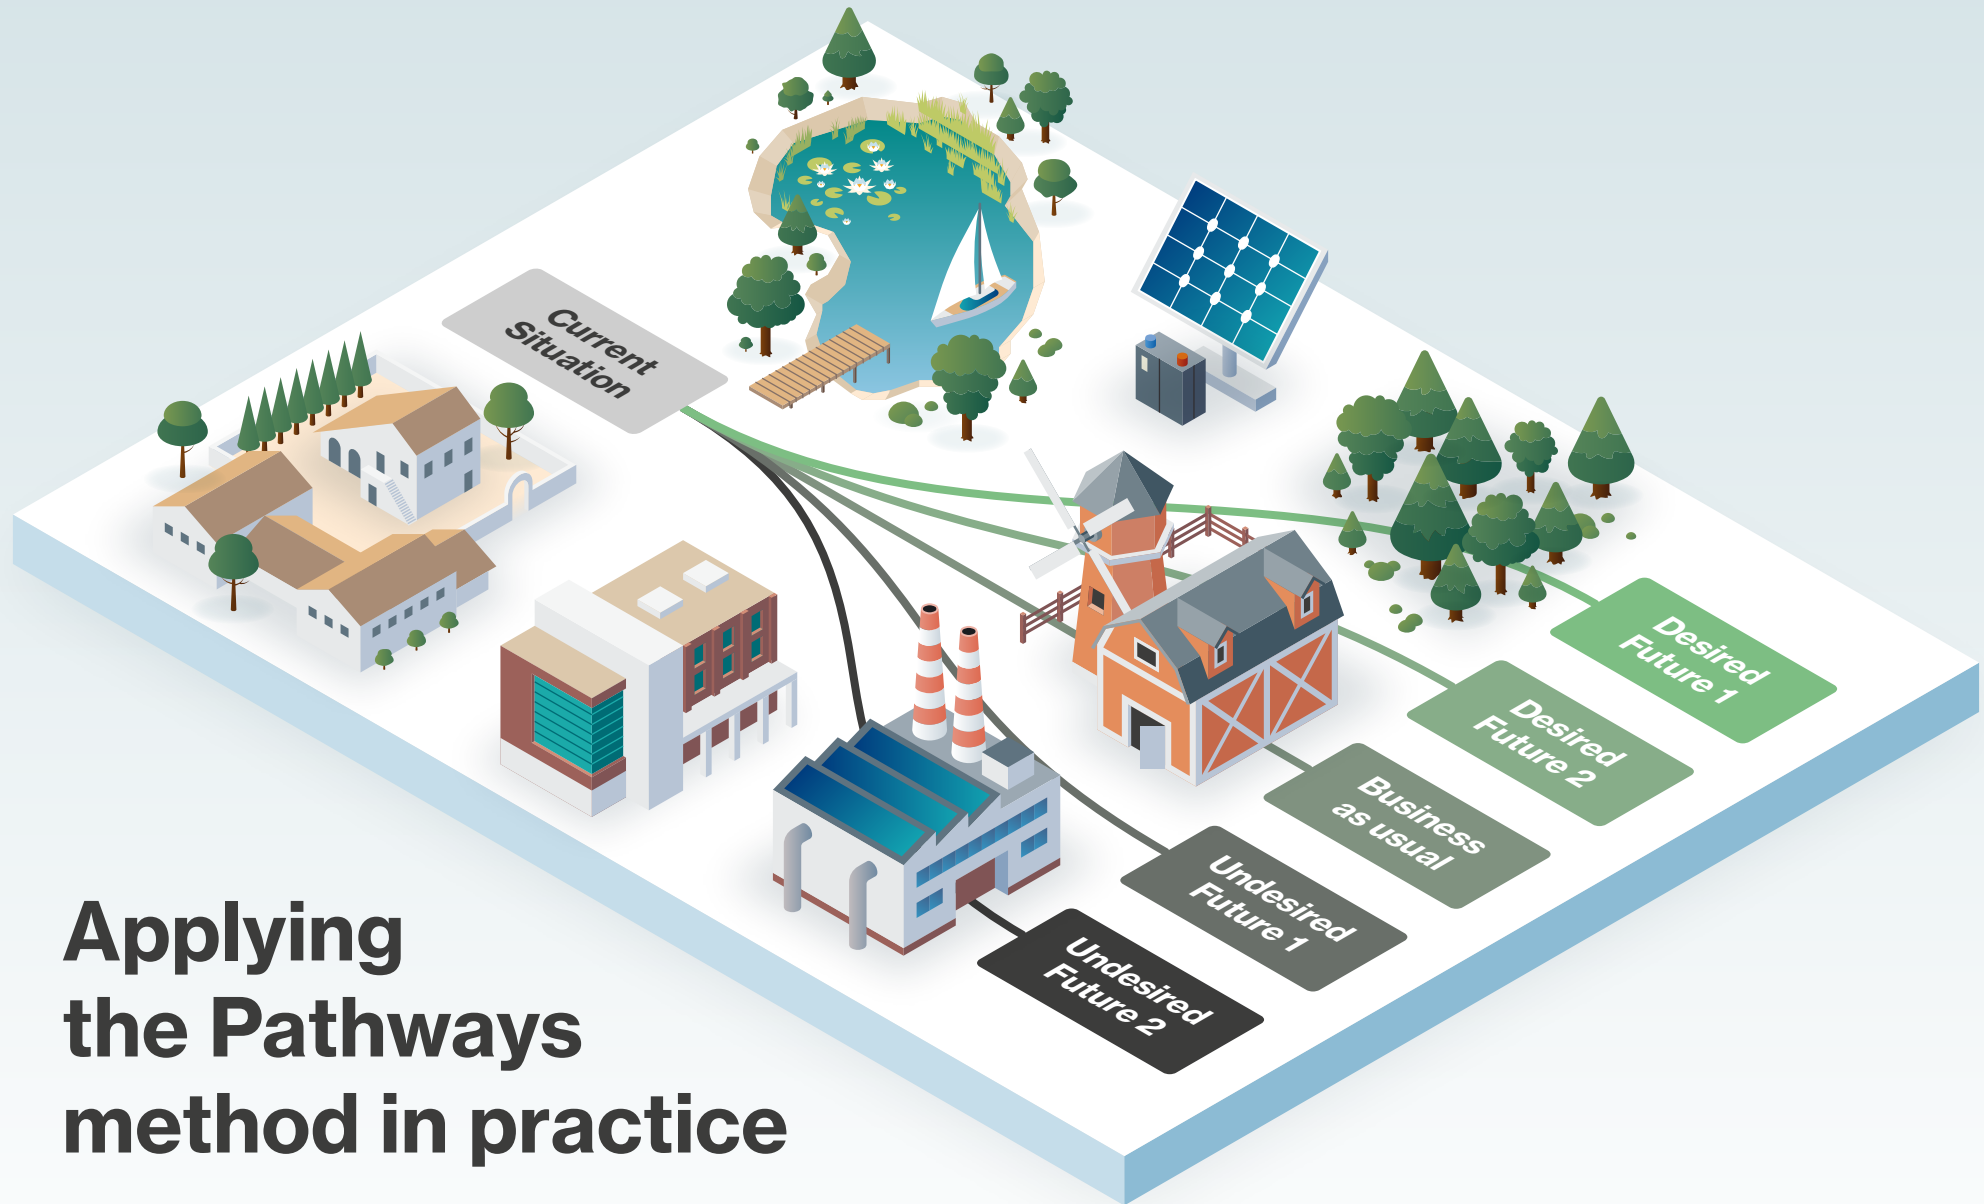 Current
Situation
Desired
Future 1
Desired
Future 2
Business
as usual
Undesired
Future 1
Undesired
Future 2
Applying
the Pathways
method in practice